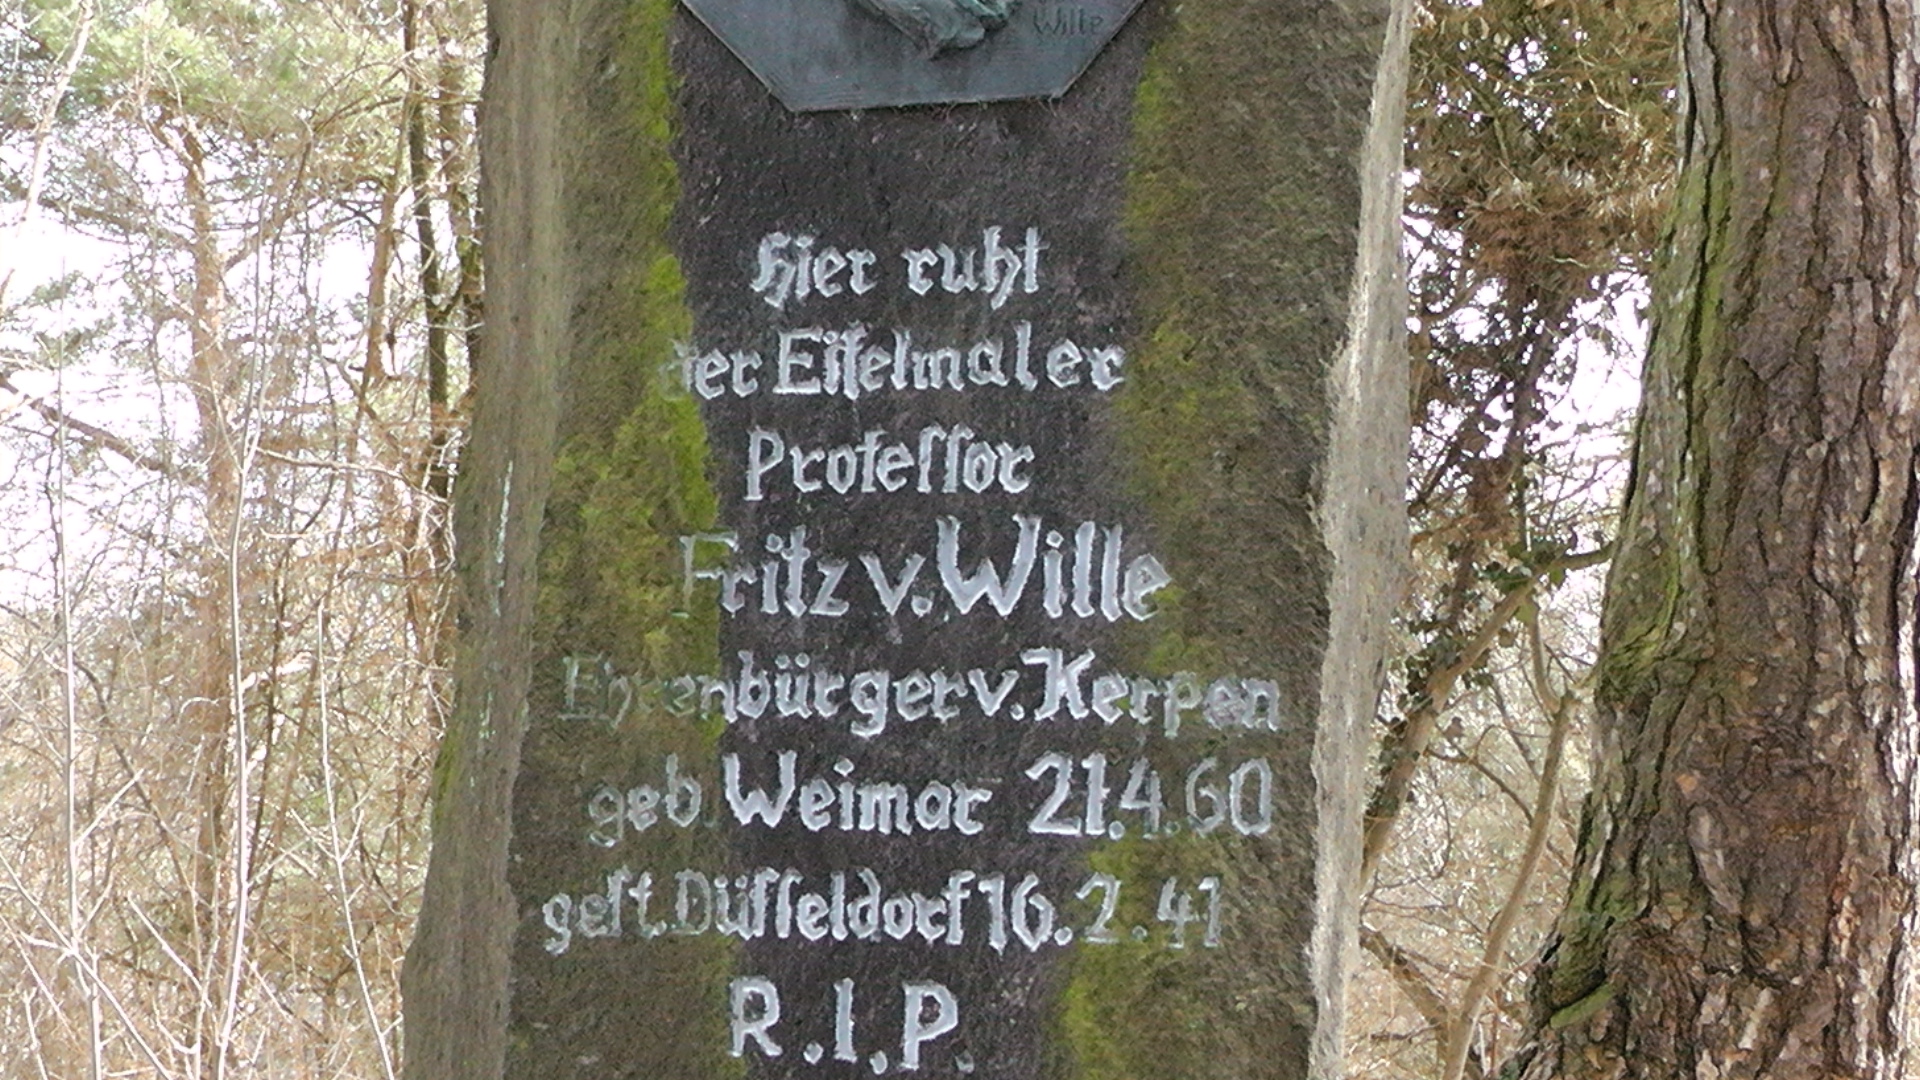 Wille
Hier ruht
der Eifelmaler
Profeſſor
Fritz v. Wille
Ehrenbürger v. Kerpen
geb. Weimar 21.4.60
geſt. Düſſeldorf 16.2.41
R.I.P.